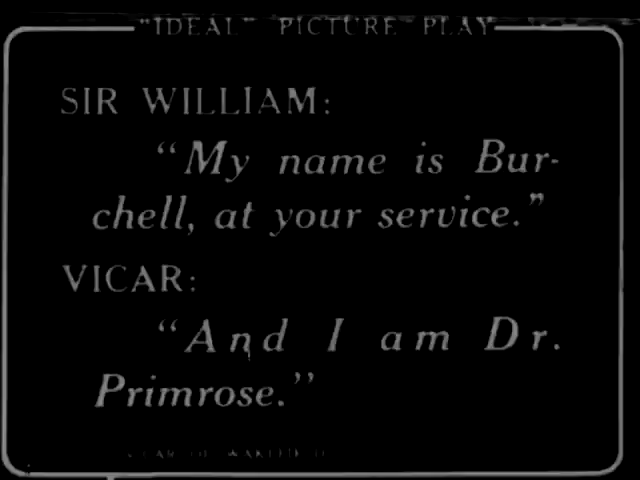 "IDEAL" PICTURE PLAY
SIR WILLIAM:
"My name is Bur-
chell, at your service."
VICAR:
"And I am Dr.
Primrose."